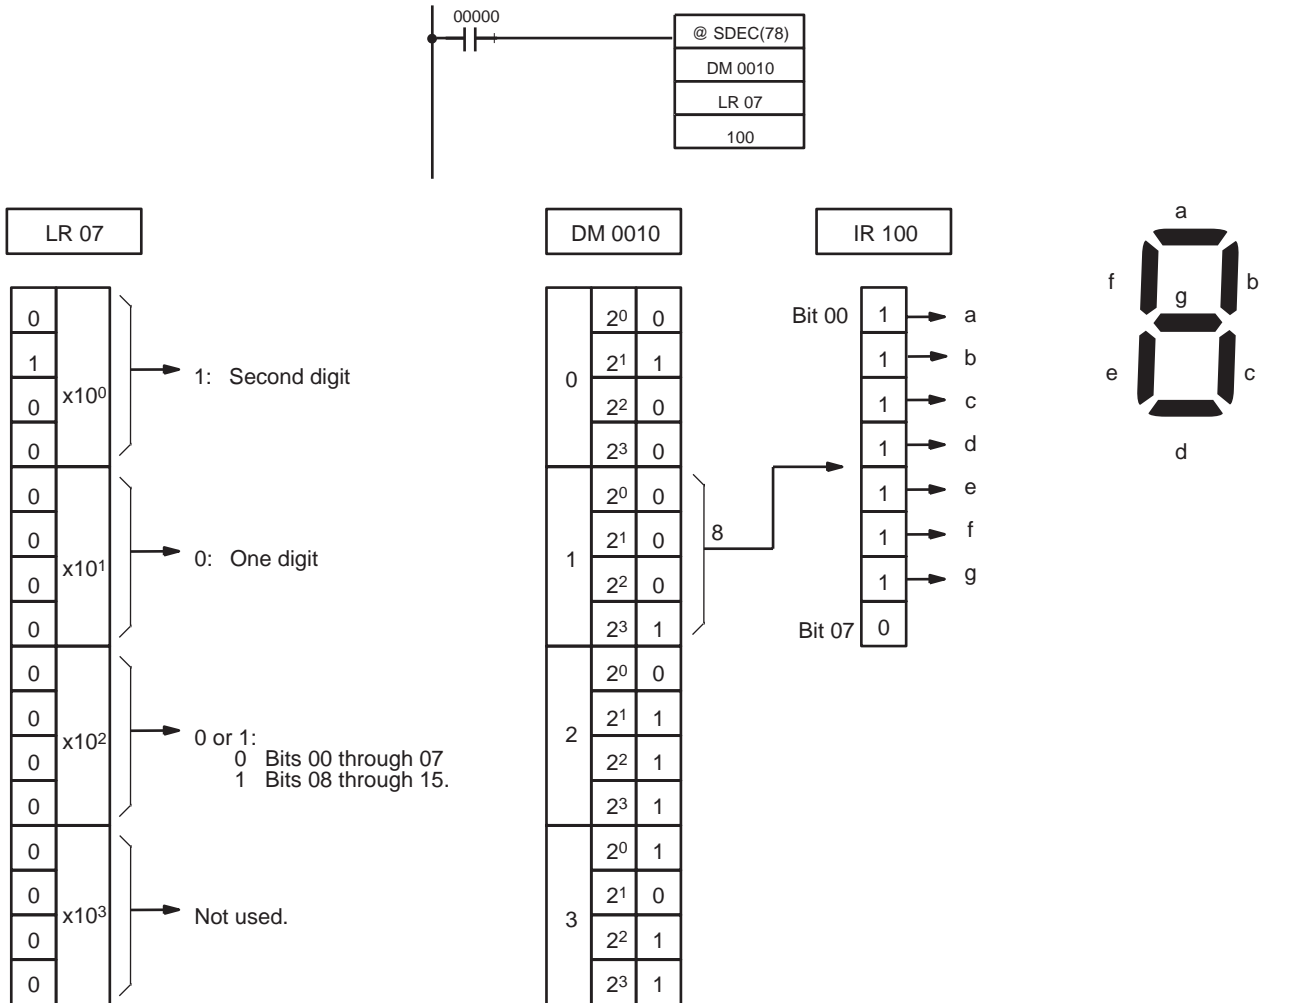 00000
@ SDEC(78)
DM 0010
LR 07
100
LR 07
0
1
0
0
x10⁰
1: Second digit
0
0
0
0
x10¹
0: One digit
0
0
0
0
x10²
0 or 1:
0 Bits 00 through 07
1 Bits 08 through 15.
0
0
0
0
x10³
Not used.
DM 0010
0
2⁰ 0
2¹ 1
2² 0
2³ 0
1
2⁰ 0
2¹ 0
2² 0
2³ 1
8
2
2⁰ 0
2¹ 1
2² 1
2³ 1
3
2⁰ 1
2¹ 0
2² 1
2³ 1
IR 100
Bit 00 1 a
1 b
1 c
1 d
1 e
1 f
1 g
Bit 07 0
a
f b
g
e c
d